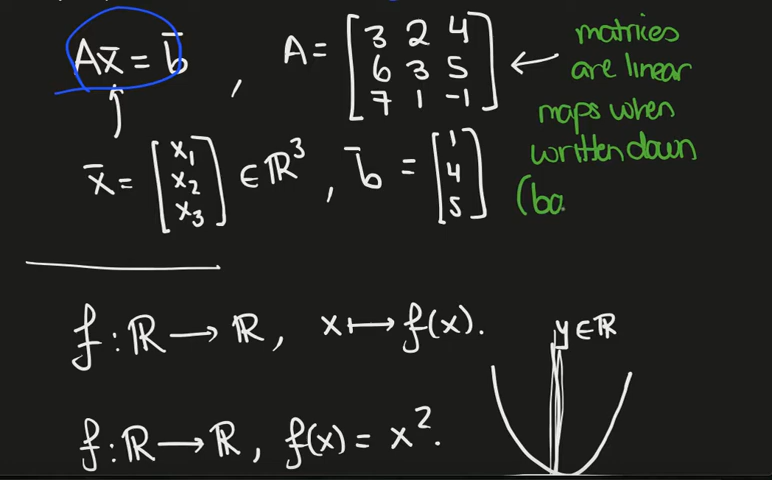 Ax̄ = b̄ , A = [3 2 4; 6 3 5; 7 1 -1] ←
matrices
are linear
maps when
written down
(ba
x̄ = [x₁; x₂; x₃] ∈ ℝ³, b̄ = [1; 4; 5]
f : ℝ → ℝ, x ↦ f(x).
y ∈ ℝ
f : ℝ → ℝ, f(x) = x².